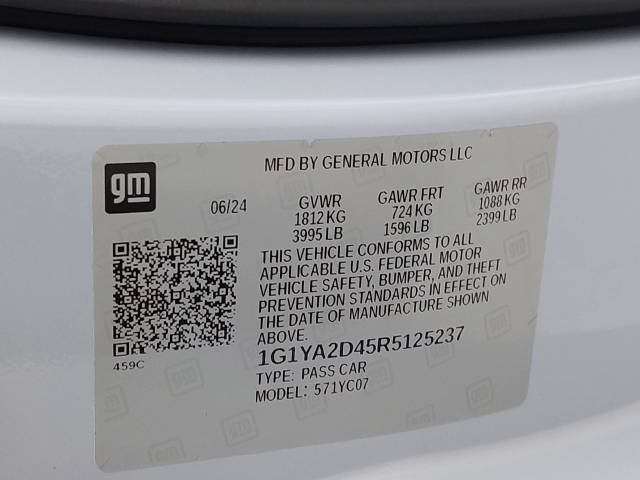 gm
MFD BY GENERAL MOTORS LLC
06/24
GVWR GAWR FRT GAWR RR
1812 KG 724 KG 1088 KG
3995 LB 1596 LB 2399 LB
THIS VEHICLE CONFORMS TO ALL
APPLICABLE U.S. FEDERAL MOTOR
VEHICLE SAFETY, BUMPER, AND THEFT
PREVENTION STANDARDS IN EFFECT ON
THE DATE OF MANUFACTURE SHOWN
ABOVE.
459C
1G1YA2D45R5125237
TYPE: PASS CAR
MODEL: 571YC07